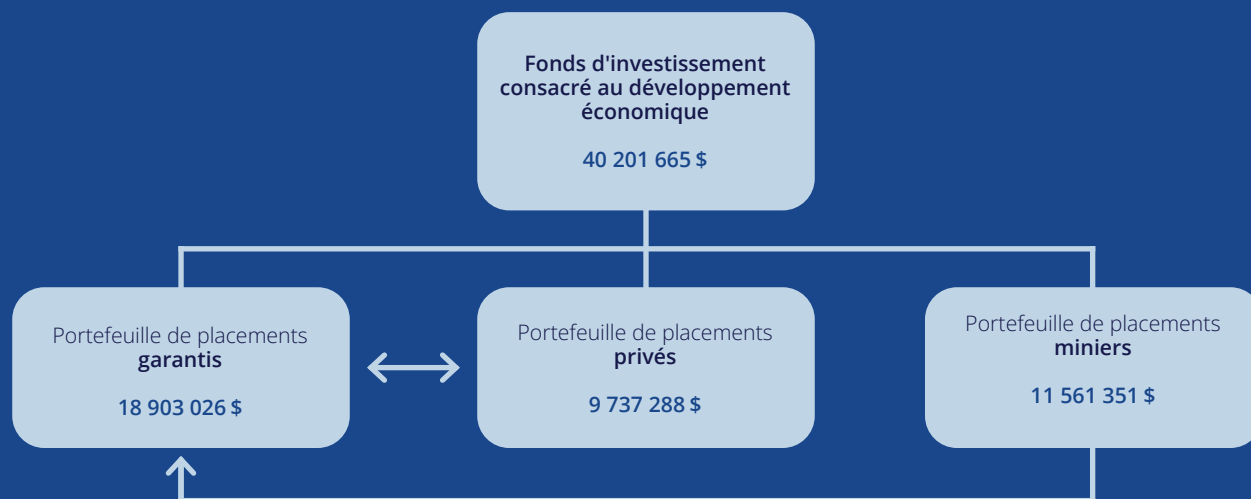 Fonds d'investissement
consacré au développement
économique
40 201 665 $
Portefeuille de placements
garantis
18 903 026 $
Portefeuille de placements
privés
9 737 288 $
Portefeuille de placements
miniers
11 561 351 $